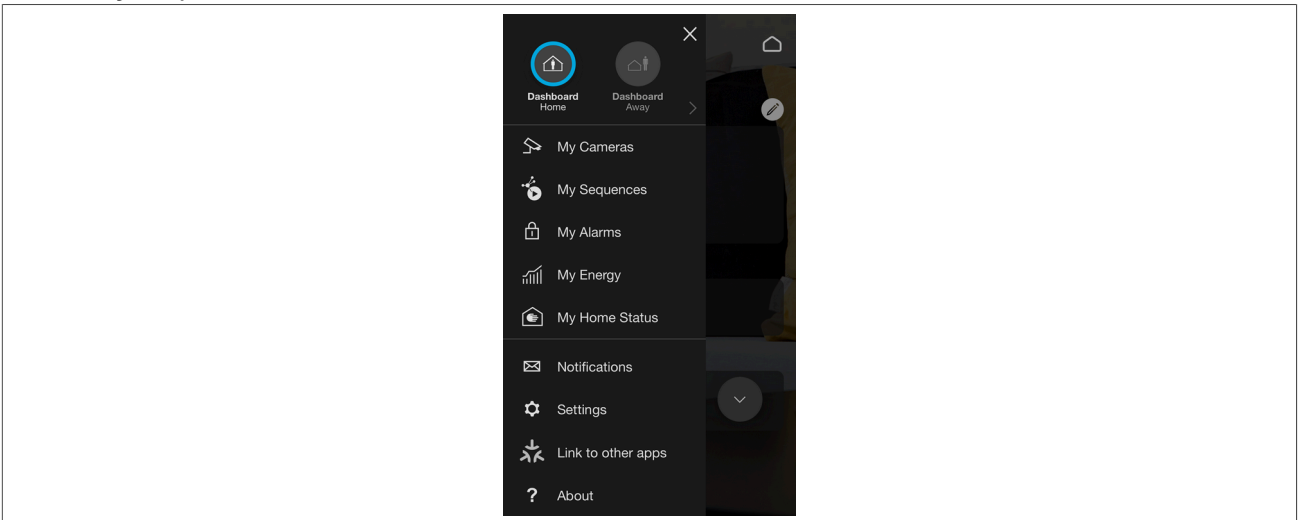 Dashboard
Home
Dashboard
Away
My Cameras
My Sequences
My Alarms
My Energy
My Home Status
Notifications
Settings
Link to other apps
? About